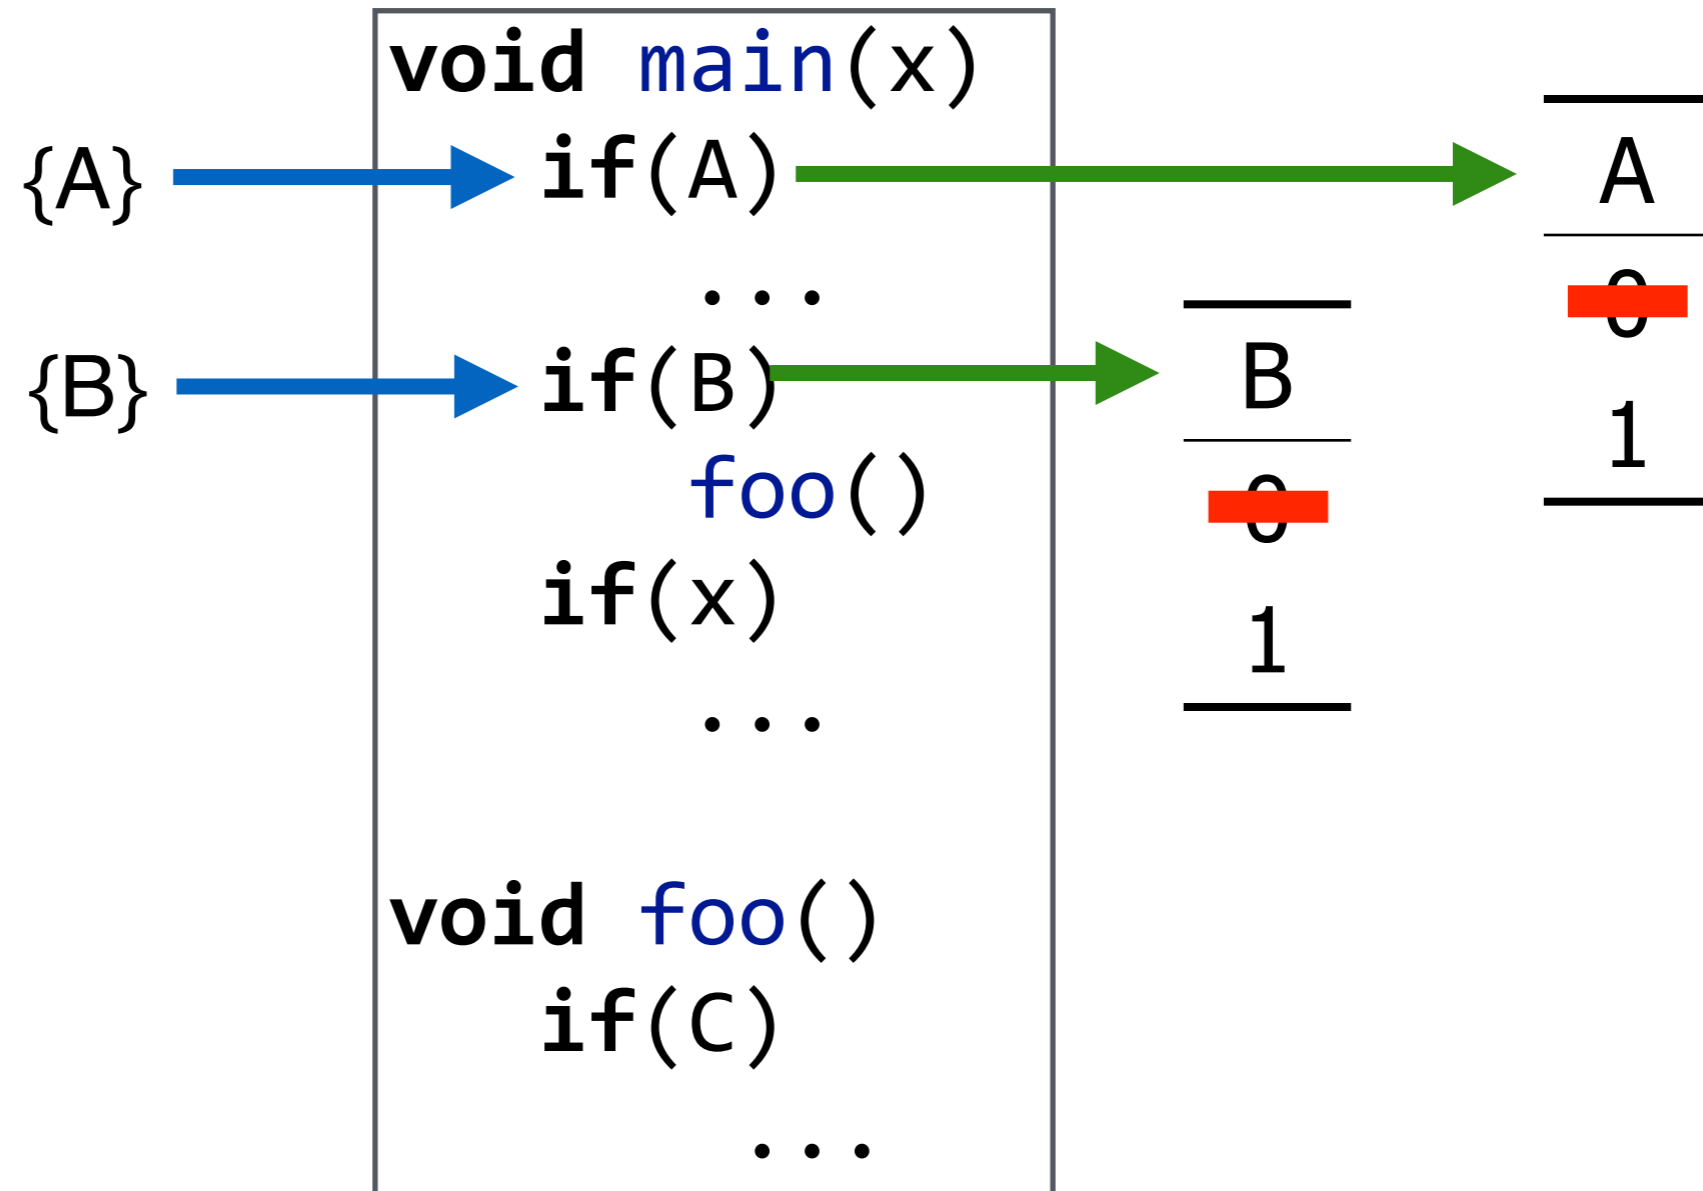 void main(x)
{A}
if(A)
A
...
0
1
{B}
if(B)
B
foo()
0
if(x)
1
...
void foo()
if(C)
...